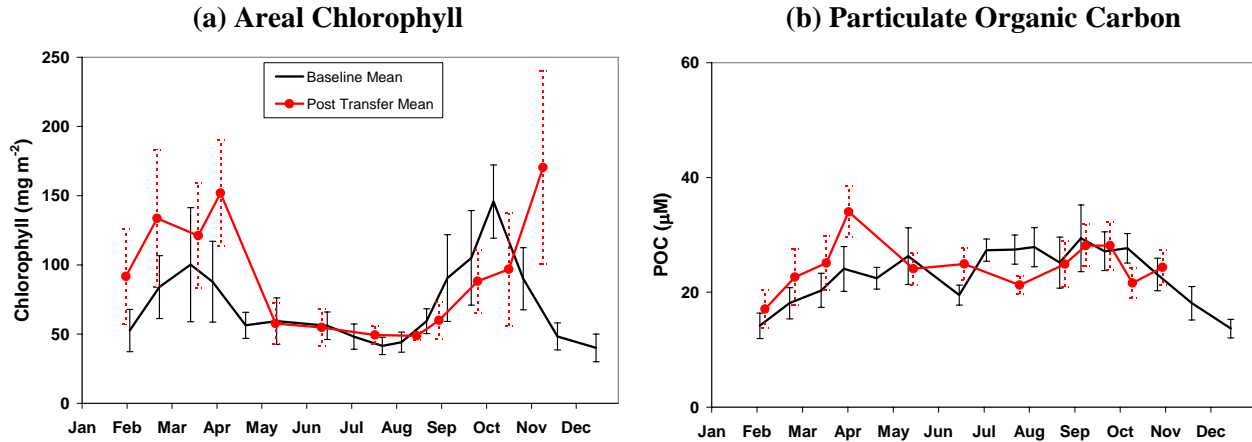 (a) Areal Chlorophyll
250
200
150
100
50
0
Chlorophyll (mg m-2)
Baseline Mean
Post Transfer Mean
Jan Feb Mar Apr May Jun Jul Aug Sep Oct Nov Dec
(b) Particulate Organic Carbon
60
40
20
0
POC (µM)
Jan Feb Mar Apr May Jun Jul Aug Sep Oct Nov Dec